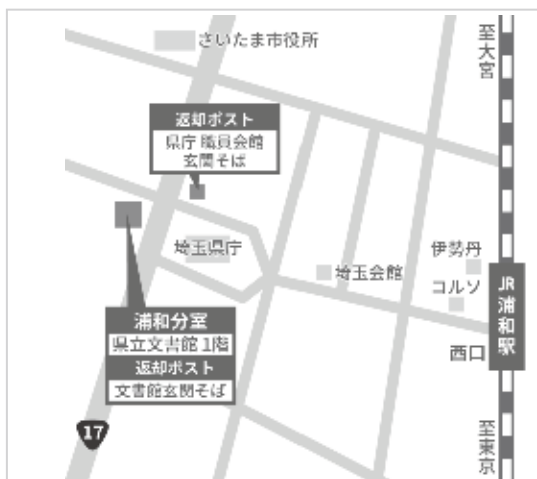 さいたま市役所
至大宮
返却ポスト
県庁 職員会館
玄関そば
埼玉県庁
埼玉会館
伊勢丹
コルソ
JR浦和駅
西口
浦和分室
県立文書館 1階
返却ポスト
文書館玄関そば
17
至東京